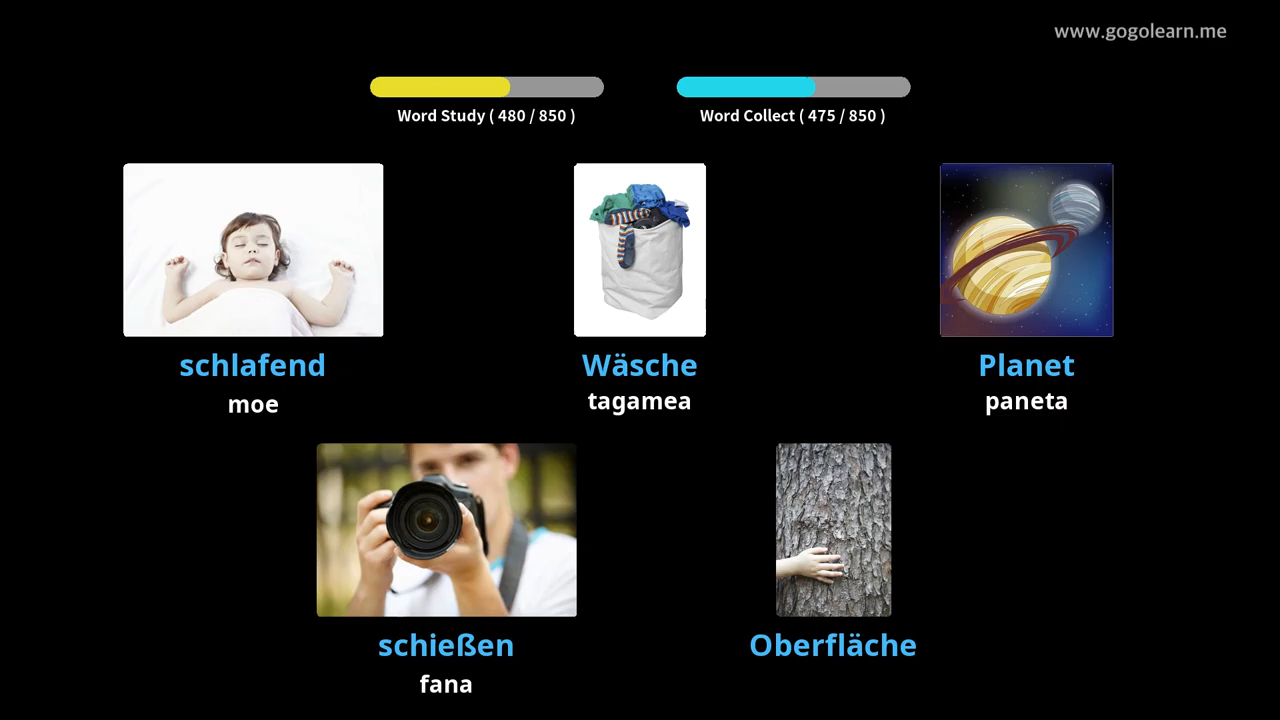 www.gogolearn.me
Word Study ( 480 / 850 )
Word Collect ( 475 / 850 )
schlafend
moe
Wäsche
tagamea
Planet
paneta
schießen
fana
Oberfläche